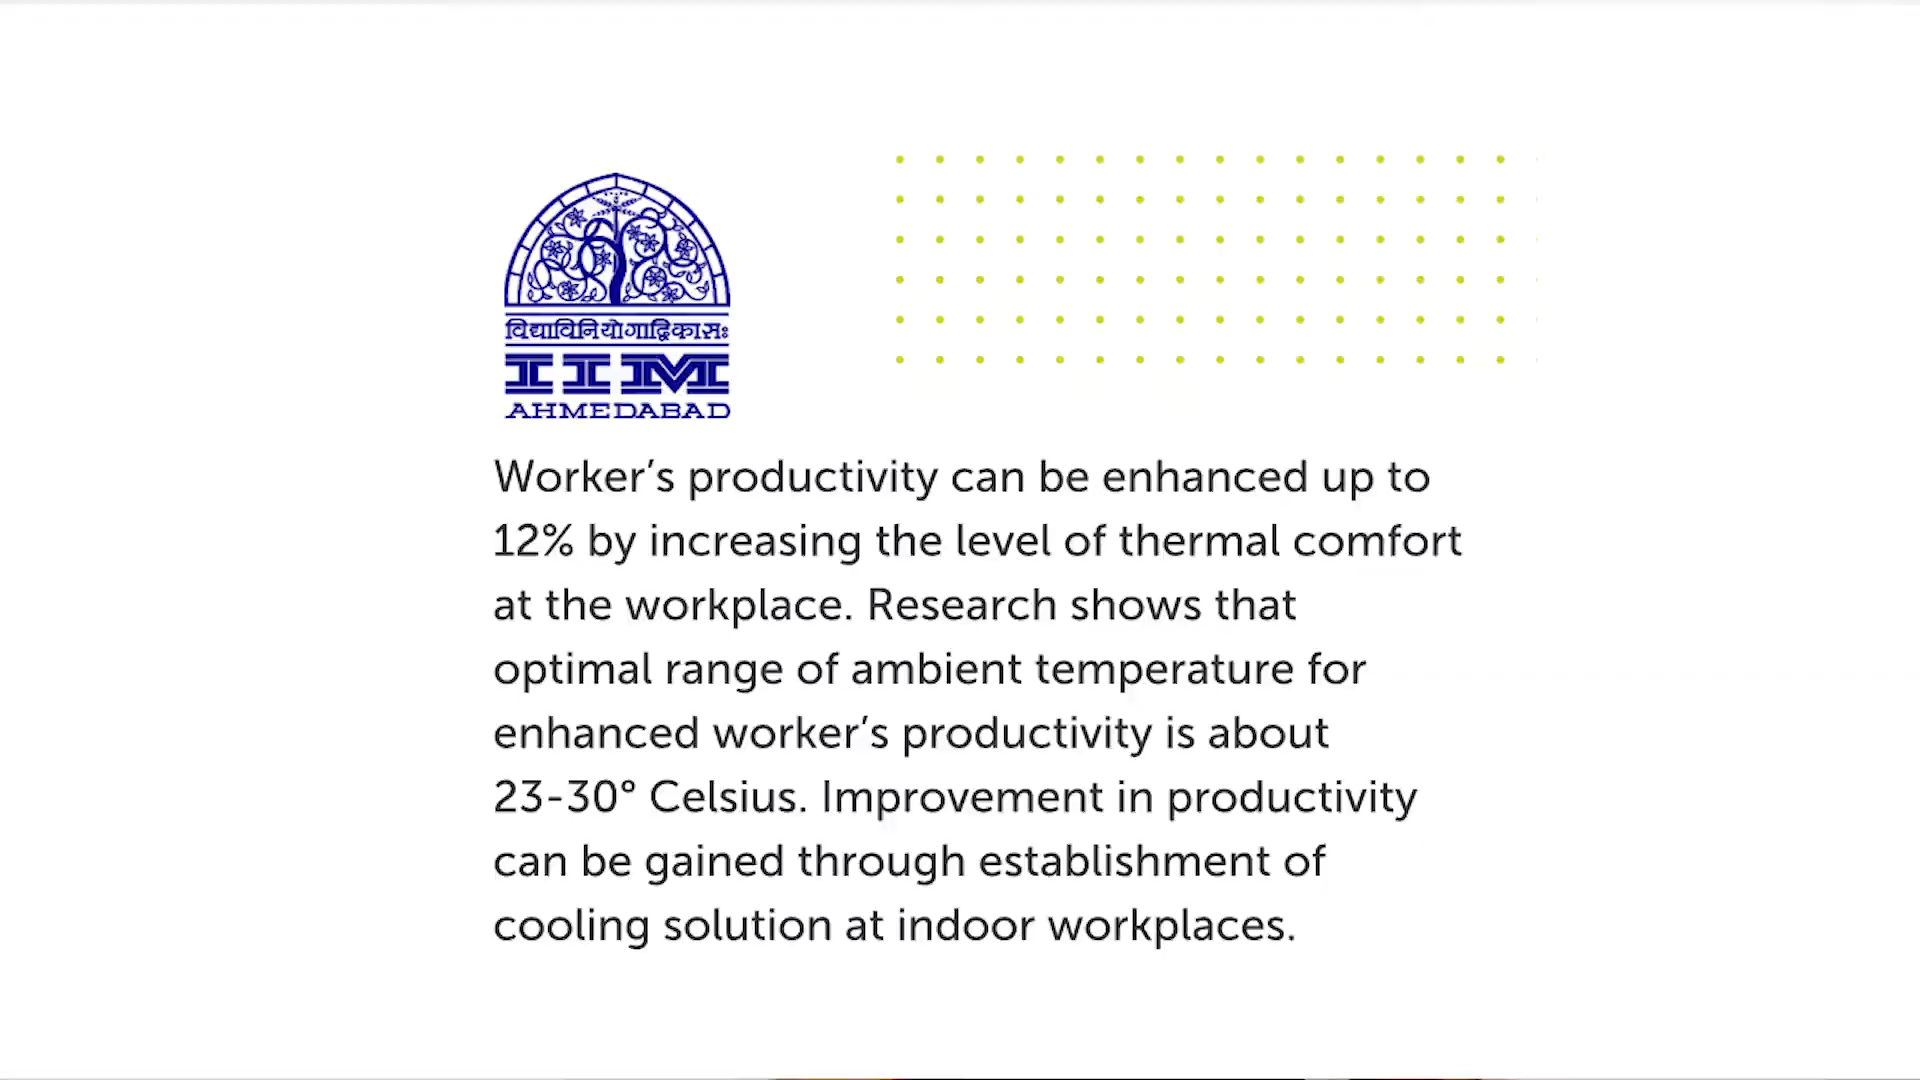 विद्याविनियोगाद्विकासः
IIM
AHMEDABAD
Worker’s productivity can be enhanced up to
12% by increasing the level of thermal comfort
at the workplace. Research shows that
optimal range of ambient temperature for
enhanced worker’s productivity is about
23-30° Celsius. Improvement in productivity
can be gained through establishment of
cooling solution at indoor workplaces.